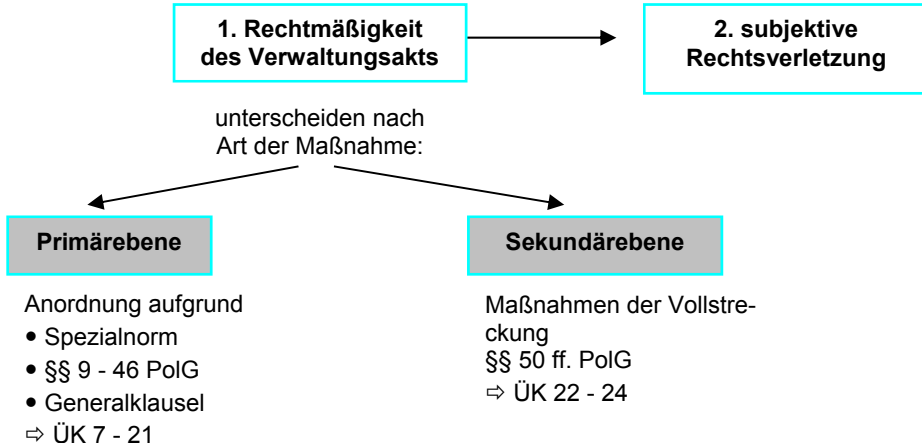 1. Rechtmäßigkeit
des Verwaltungsakts
2. subjektive
Rechtsverletzung
unterscheiden nach
Art der Maßnahme:
Primärebene
Anordnung aufgrund
• Spezialnorm
• §§ 9 - 46 PolG
• Generalklausel
⇨ ÜK 7 - 21
Sekundärebene
Maßnahmen der Vollstre-
ckung
§§ 50 ff. PolG
⇨ ÜK 22 - 24